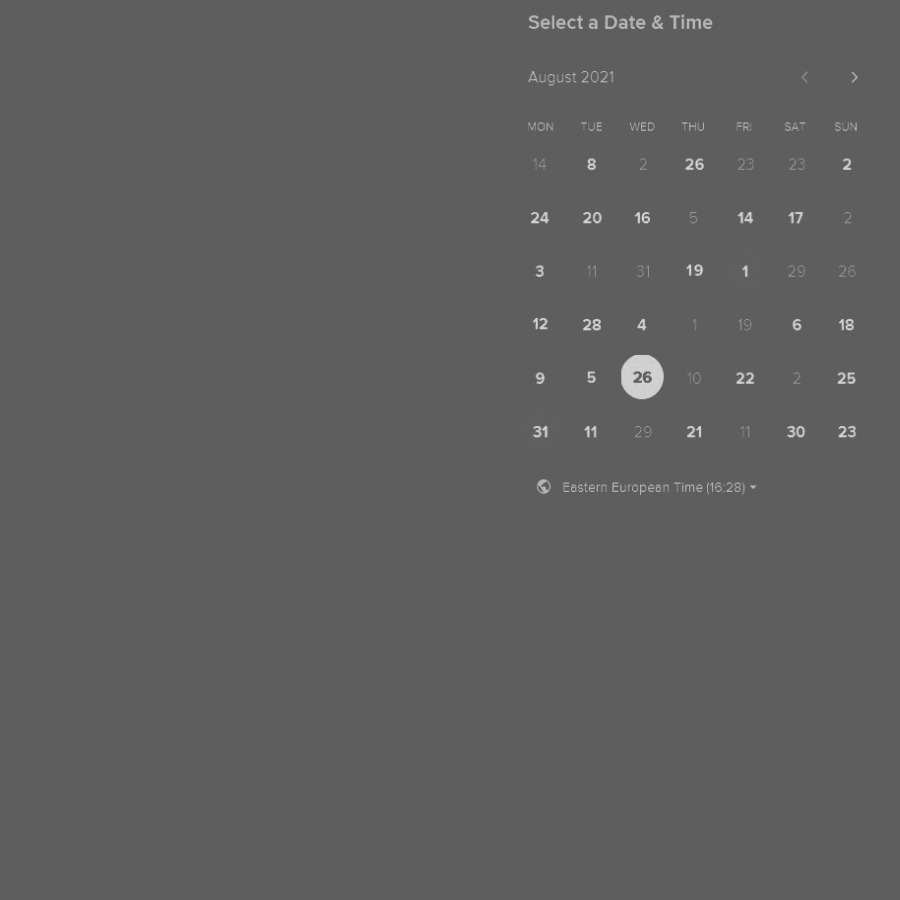 Select a Date & Time
August 2021
MON TUE WED THU FRI SAT SUN
14 8 2 26 23 23 2
24 20 16 5 14 17 2
3 11 31 19 1 29 26
12 28 4 1 19 6 18
9 5 26 10 22 2 25
31 11 29 21 11 30 23
Eastern European Time (16:28)